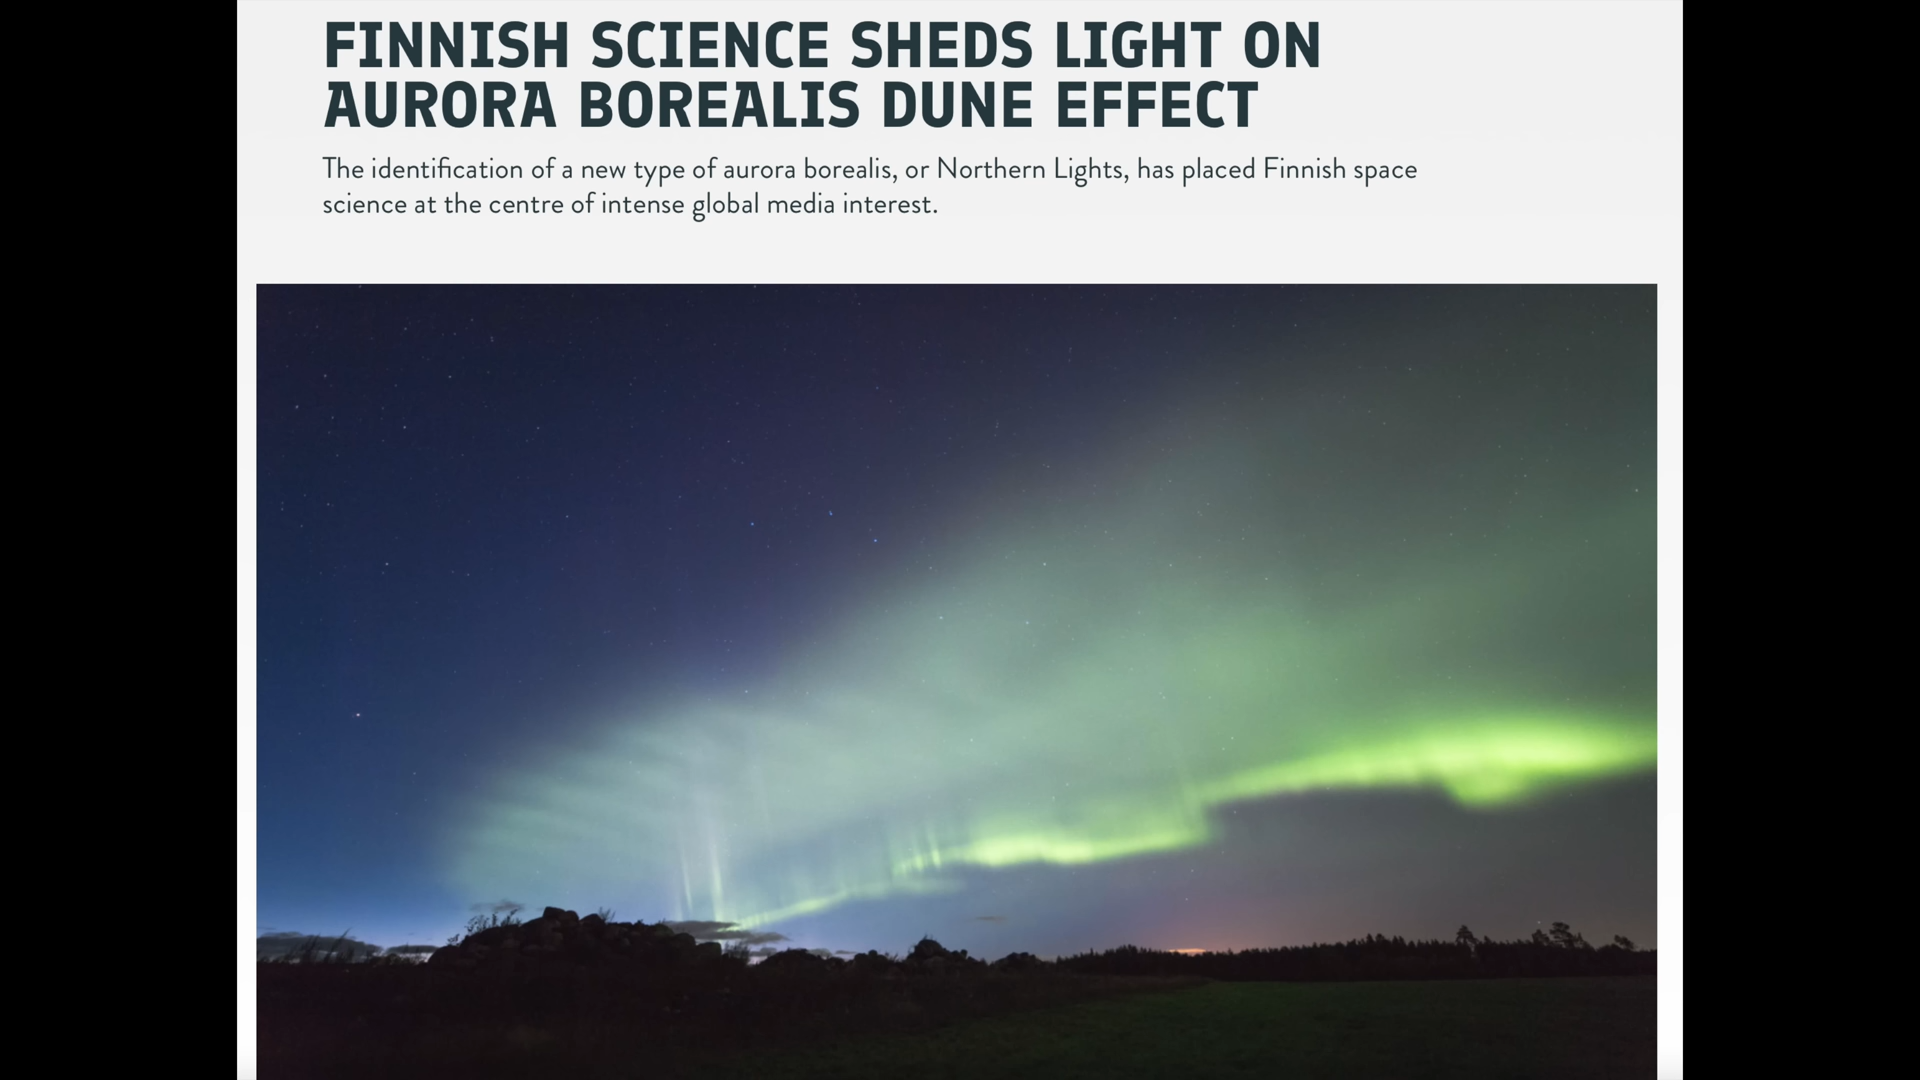 FINNISH SCIENCE SHEDS LIGHT ON
AURORA BOREALIS DUNE EFFECT
The identification of a new type of aurora borealis, or Northern Lights, has placed Finnish space
science at the centre of intense global media interest.